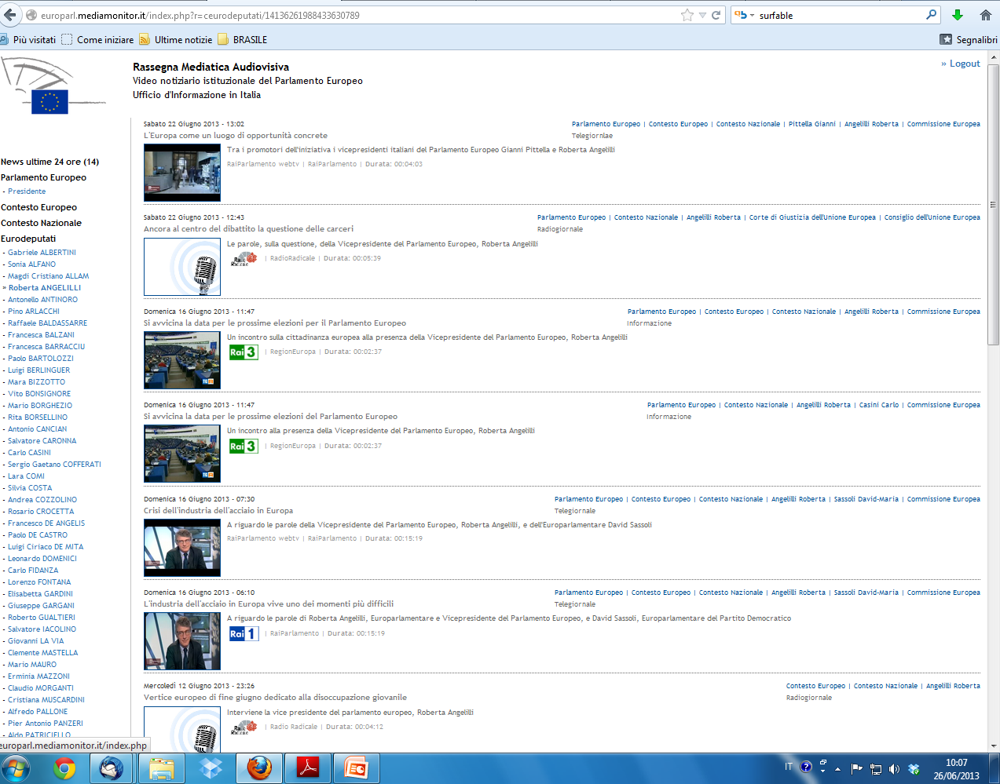 europarl.mediamonitor.it/index.php?r=ceurodeputati/14136261988433630789
surfable
Più visitati
Come iniziare
Ultime notizie
BRASILE
Segnalibri
Rassegna Mediatica Audiovisiva
» Logout
Video notiziario istituzionale del Parlamento Europeo
Ufficio d'Informazione in Italia
News ultime 24 ore (14)
Parlamento Europeo
- Presidente
Contesto Europeo
Contesto Nazionale
Eurodeputati
- Gabriele ALBERTINI
- Sonia ALFANO
- Magdi Cristiano ALLAM
» Roberta ANGELILLI
- Antonello ANTINORO
- Pino ARLACCHI
- Raffaele BALDASSARRE
- Francesca BALZANI
- Francesca BARRACCIU
- Paolo BARTOLOZZI
- Luigi BERLINGUER
- Mara BIZZOTTO
- Vito BONSIGNORE
- Mario BORGHEZIO
- Rita BORSELLINO
- Antonio CANCIAN
- Salvatore CARONNA
- Carlo CASINI
- Sergio Gaetano COFFERATI
- Lara COMI
- Silvia COSTA
- Andrea COZZOLINO
- Rosario CROCETTA
- Francesco DE ANGELIS
- Paolo DE CASTRO
- Luigi Ciriaco DE MITA
- Leonardo DOMENICI
- Carlo FIDANZA
- Lorenzo FONTANA
- Elisabetta GARDINI
- Giuseppe GARGANI
- Roberto GUALTIERI
- Salvatore IACOLINO
- Giovanni LA VIA
- Clemente MASTELLA
- Mario MAURO
- Erminia MAZZONI
- Claudio MORGANTI
- Cristiana MUSCARDINI
- Alfredo PALLONE
- Pier Antonio PANZERI
- Aldo PATRICIELLO
Sabato 22 Giugno 2013 - 13:02
Parlamento Europeo | Contesto Europeo | Contesto Nazionale | Pittella Gianni | Angelilli Roberta | Commissione Europea
L'Europa come un luogo di opportunità concrete
Telegiornlae
Tra i promotori dell'iniziativa i vicepresidenti italiani del Parlamento Europeo Gianni Pittella e Roberta Angelilli
RaiParlamento webtv | RaiParlamento | Durata: 00:04:03
Sabato 22 Giugno 2013 - 12:43
Parlamento Europeo | Contesto Nazionale | Angelilli Roberta | Corte di Giustizia dell'Unione Europea | Consiglio dell'Unione Europea
Ancora al centro del dibattito la questione delle carceri
Radiogiornale
Le parole, sulla questione, della Vicepresidente del Parlamento Europeo, Roberta Angelilli
| RadioRadicale | Durata: 00:05:39
Domenica 16 Giugno 2013 - 11:47
Parlamento Europeo | Contesto Europeo | Contesto Nazionale | Angelilli Roberta | Commissione Europea
Si avvicina la data per le prossime elezioni per il Parlamento Europeo
Informazione
Un incontro sulla cittadinanza europea alla presenza della Vicepresidente del Parlamento Europeo, Roberta Angelilli
Rai 3 | RegionEuropa | Durata: 00:02:37
Domenica 16 Giugno 2013 - 11:47
Parlamento Europeo | Contesto Nazionale | Angelilli Roberta | Casini Carlo | Commissione Europea
Si avvicina la data per le prossime elezioni del Parlamento Europeo
Informazione
Un incontro alla presenza della Vicepresidente del Parlamento Europeo, Roberta Angelilli
Rai 3 | RegionEuropa | Durata: 00:02:37
Domenica 16 Giugno 2013 - 07:30
Parlamento Europeo | Contesto Europeo | Contesto Nazionale | Angelilli Roberta | Sassoli David-Maria | Commissione Europea
Crisi dell'industria dell'acciaio in Europa
Telegiornale
A riguardo le parole della Vicepresidente del Parlamento Europeo, Roberta Angelilli, e dell'Europarlamentare David Sassoli
RaiParlamento webtv | RaiParlamento | Durata: 00:15:19
Domenica 16 Giugno 2013 - 06:10
Parlamento Europeo | Contesto Europeo | Contesto Nazionale | Angelilli Roberta | Sassoli David-Maria | Commissione Europea
L'industria dell'acciaio in Europa vive uno dei momenti più difficili
Telegiornale
A riguardo le parole di Roberta Angelilli, Europarlamentare e Vicepresidente del Parlamento Europeo, e David Sassoli, Europarlamentare del Partito Democratico
Rai 1 | RaiParlamento | Durata: 00:15:19
Mercoledì 12 Giugno 2013 - 23:26
Contesto Europeo | Contesto Nazionale | Angelilli Roberta
Vertice europeo di fine giugno dedicato alla disoccupazione giovanile
Radiogiornale
Interviene la vice presidente del parlamento europeo, Roberta Angelilli
| Radio Radicale | Durata: 00:04:12
europarl.mediamonitor.it/index.php
IT
10:07
26/06/2013